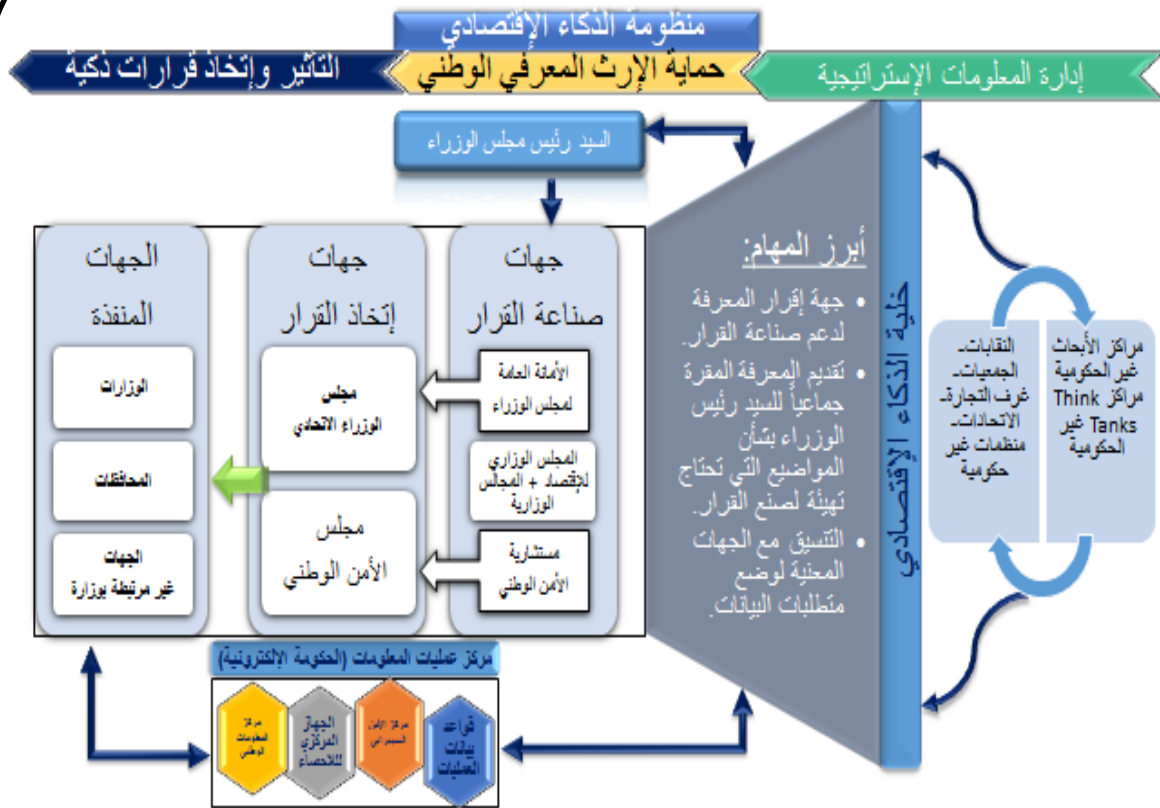 منظومة الذكاء الإقتصادي
إدارة المعلومات الإستراتيجية
حماية الإرث المعرفي الوطني
التأثير وإتخاذ قرارات ذكية
السيد رئيس مجلس الوزراء
مراكز الأبحاث
غير الحكومية
مراكز Think
Tanks غير
الحكومية
النقابات-
الجمعيات-
غرف التجارة-
الاتحادات-
منظمات غير
حكومية
خلية الذكاء الإقتصادي
أبرز المهام:
• جهة إقرار المعرفة
لدعم صناعة القرار.
• تقديم المعرفة المقرة
جماعياً للسيد رئيس
الوزراء بشأن
المواضيع التي تحتاج
تهيئة لصنع القرار.
• التنسيق مع الجهات
المعنية لوضع
متطلبات البيانات.
جهات
صناعة القرار
الأمانة العامة
لمجلس الوزراء
المجلس الوزاري
للإقتصاد + المجالس
الوزارية
مستشارية
الأمن الوطني
جهات
إتخاذ القرار
مجلس
الوزراء الاتحادي
مجلس
الأمن الوطني
الجهات
المنفذة
الوزارات
المحافظات
الجهات
غير مرتبطة بوزارة
مركز عمليات المعلومات (الحكومة الإلكترونية)
قواعد
بيانات
العمليات
مركز الأمن
السيبراني
الجهاز
المركزي
للاحصاء
مركز
المعلومات
الوطني